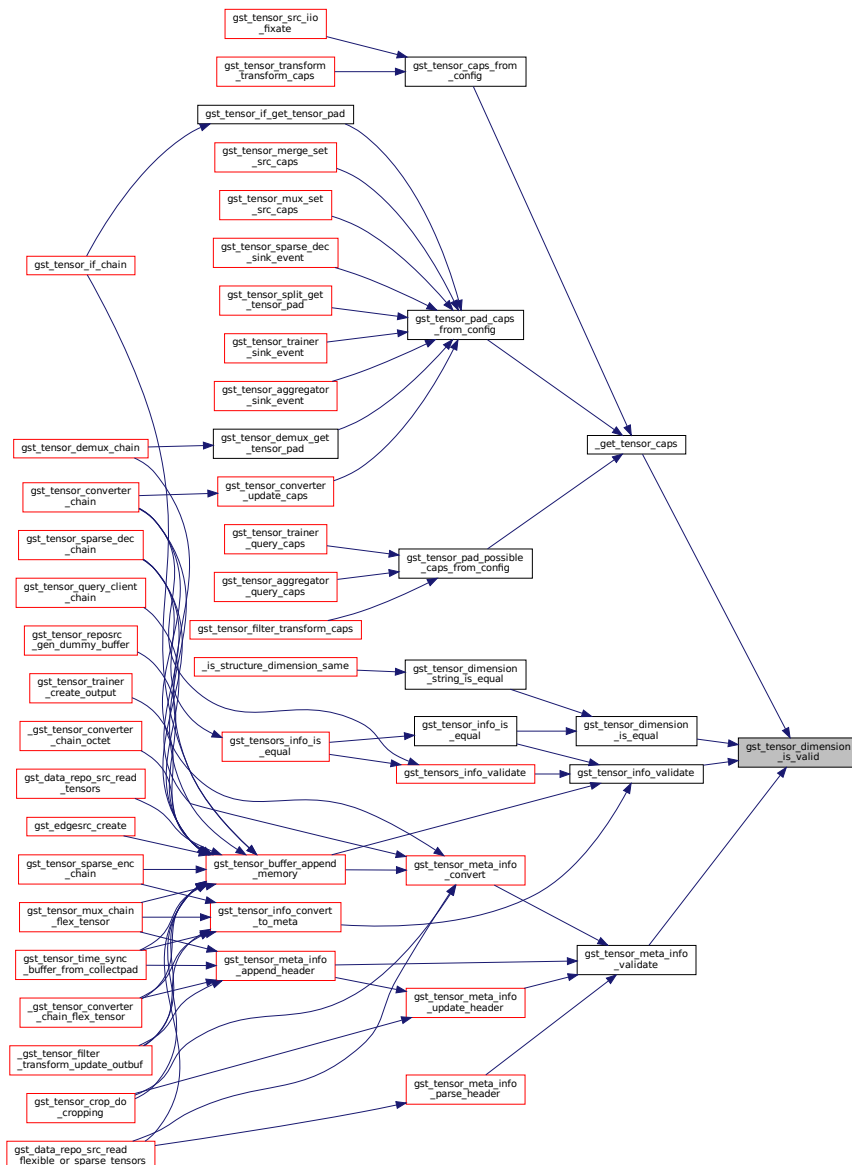 gst_tensor_src_iio
_fixate
gst_tensor_transform
_transform_caps
gst_tensor_caps_from
_config
gst_tensor_if_get_tensor_pad
gst_tensor_merge_set
_src_caps
gst_tensor_mux_set
_src_caps
gst_tensor_sparse_dec
_sink_event
gst_tensor_if_chain
gst_tensor_split_get
_tensor_pad
gst_tensor_pad_caps
_from_config
gst_tensor_trainer
_sink_event
gst_tensor_aggregator
_sink_event
gst_tensor_demux_chain
gst_tensor_demux_get
_tensor_pad
_get_tensor_caps
gst_tensor_converter
_chain
gst_tensor_converter
_update_caps
gst_tensor_sparse_dec
_chain
gst_tensor_trainer
_query_caps
gst_tensor_pad_possible
_caps_from_config
gst_tensor_query_client
_chain
gst_tensor_aggregator
_query_caps
gst_tensor_filter_transform_caps
gst_tensor_reposrc
_gen_dummy_buffer
_is_structure_dimension_same
gst_tensor_dimension
_string_is_equal
gst_tensor_trainer
_create_output
_gst_tensor_converter
_chain_octet
gst_tensors_info_is
_equal
gst_tensor_info_is
_equal
gst_tensor_dimension
_is_equal
gst_tensor_dimension
_is_valid
gst_tensors_info_validate
gst_tensor_info_validate
gst_data_repo_src_read
_tensors
gst_edgesrc_create
gst_tensor_sparse_enc
_chain
gst_tensor_buffer_append
_memory
gst_tensor_meta_info
_convert
gst_tensor_mux_chain
_flex_tensor
gst_tensor_info_convert
_to_meta
gst_tensor_time_sync
_buffer_from_collectpad
gst_tensor_meta_info
_append_header
gst_tensor_meta_info
_validate
_gst_tensor_converter
_chain_flex_tensor
gst_tensor_meta_info
_update_header
_gst_tensor_filter
_transform_update_outbuf
gst_tensor_crop_do
_cropping
gst_tensor_meta_info
_parse_header
gst_data_repo_src_read
_flexible_or_sparse_tensors